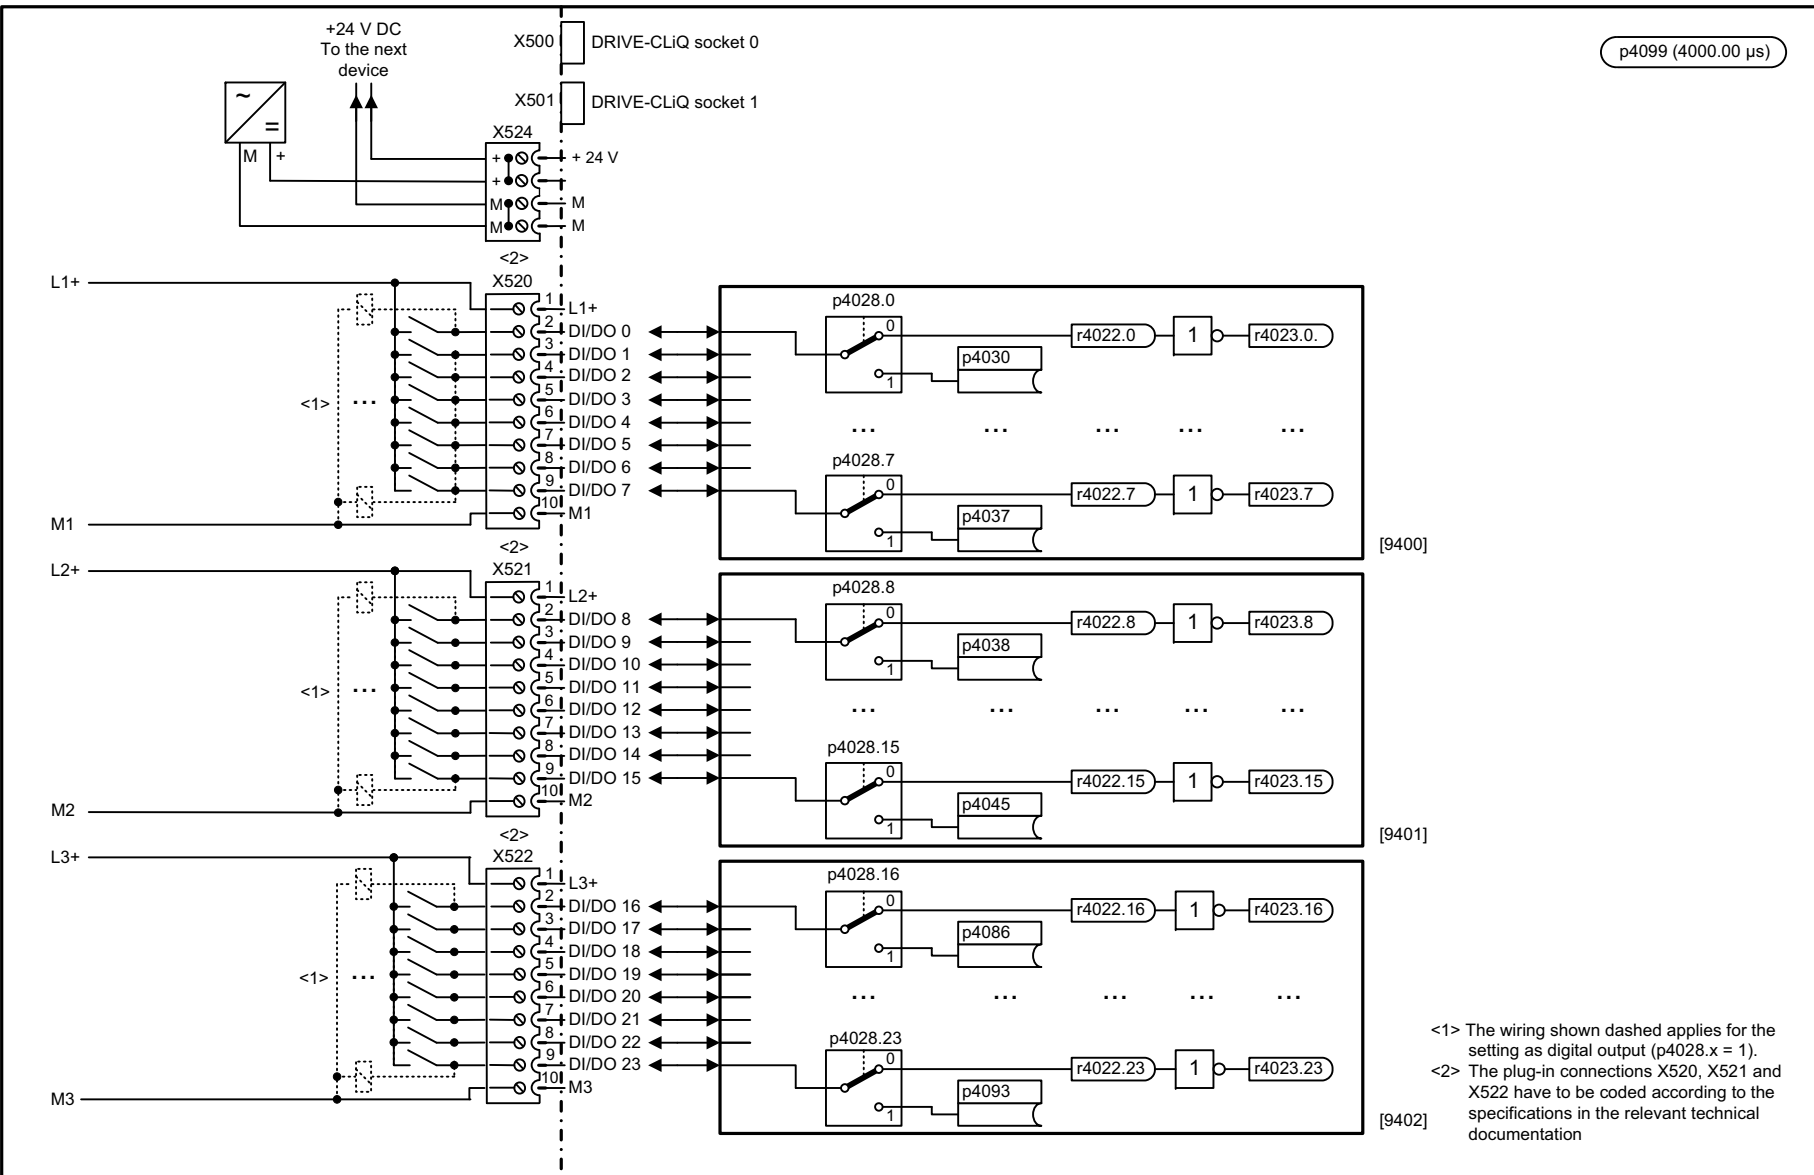 +24 V DC
To the next
device
X500
DRIVE-CLiQ socket 0
p4099 (4000.00 µs)
X501
DRIVE-CLiQ socket 1
~
=
M +
X524
+
+ 24 V
+
M
M
M
M
<2>
L1+
X520
1
L1+
2
DI/DO 0
3
DI/DO 1
4
DI/DO 2
5
DI/DO 3
6
DI/DO 4
7
DI/DO 5
8
DI/DO 6
9
DI/DO 7
10
M1
<1>
...
M1
p4028.0
0
1
p4030
r4022.0
1
r4023.0.
... ... ... ... ...
p4028.7
0
1
p4037
r4022.7
1
r4023.7
[9400]
<2>
L2+
X521
1
L2+
2
DI/DO 8
3
DI/DO 9
4
DI/DO 10
5
DI/DO 11
6
DI/DO 12
7
DI/DO 13
8
DI/DO 14
9
DI/DO 15
10
M2
<1>
...
M2
p4028.8
0
1
p4038
r4022.8
1
r4023.8
... ... ... ... ...
p4028.15
0
1
p4045
r4022.15
1
r4023.15
[9401]
<2>
L3+
X522
1
L3+
2
DI/DO 16
3
DI/DO 17
4
DI/DO 18
5
DI/DO 19
6
DI/DO 20
7
DI/DO 21
8
DI/DO 22
9
DI/DO 23
10
M3
<1>
...
M3
p4028.16
0
1
p4086
r4022.16
1
r4023.16
... ... ... ... ...
p4028.23
0
1
p4093
r4022.23
1
r4023.23
[9402]
<1> The wiring shown dashed applies for the
setting as digital output (p4028.x = 1).
<2> The plug-in connections X520, X521 and
X522 have to be coded according to the
specifications in the relevant technical
documentation